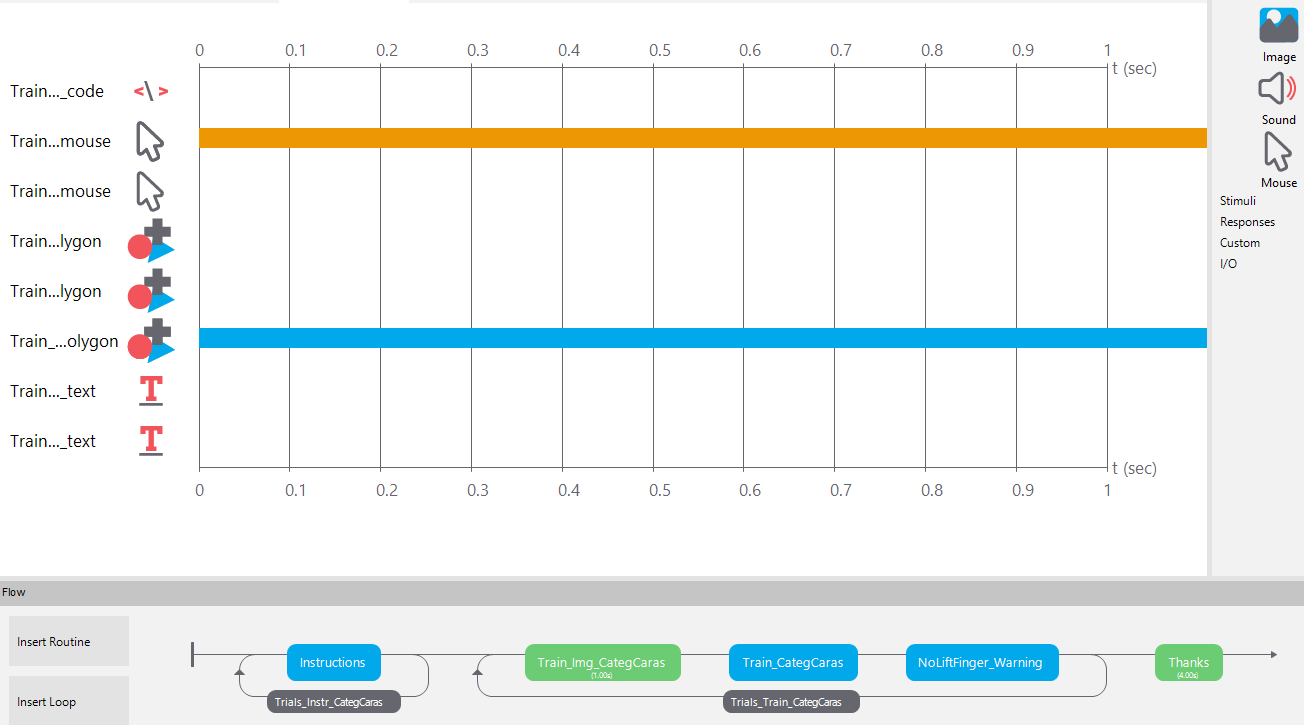 0 0.1 0.2 0.3 0.4 0.5 0.6 0.7 0.8 0.9 1
t (sec)
Train..._code
Train...mouse
Train...mouse
Train...lygon
Train...lygon
Train_...olygon
Train..._text
Train..._text
t (sec)
0 0.1 0.2 0.3 0.4 0.5 0.6 0.7 0.8 0.9 1
Image
Sound
Mouse
Stimuli
Responses
Custom
I/O
Flow
Insert Routine
Insert Loop
Instructions
Trials_Instr_CategCaras
Train_Img_CategCaras
(1.00s)
Train_CategCaras
NoLiftFinger_Warning
Trials_Train_CategCaras
Thanks
(4.00s)